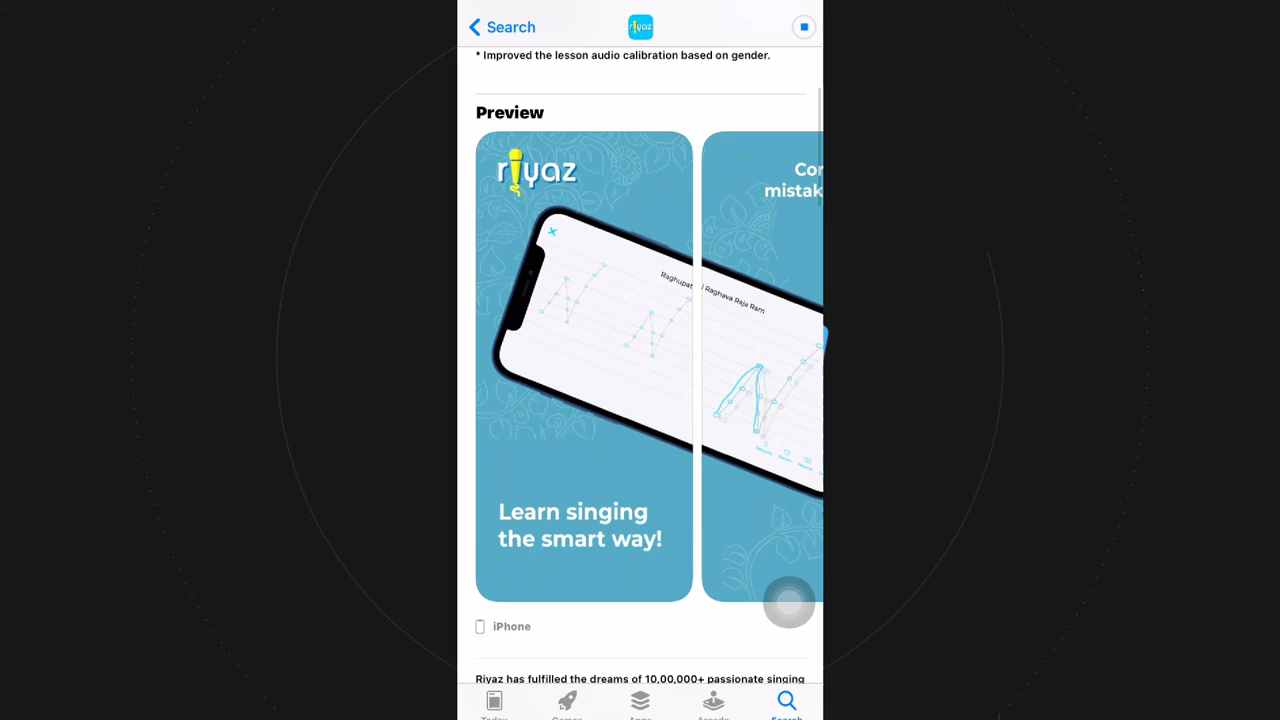 Search
riyaz
* Improved the lesson audio calibration based on gender.
Preview
riyaz
Raghupati Raghava Raja Ram
Learn singing
the smart way!
iPhone
Riyaz has fulfilled the dreams of 10,00,000+ passionate singing
Today
Games
Apps
Arcade
Search